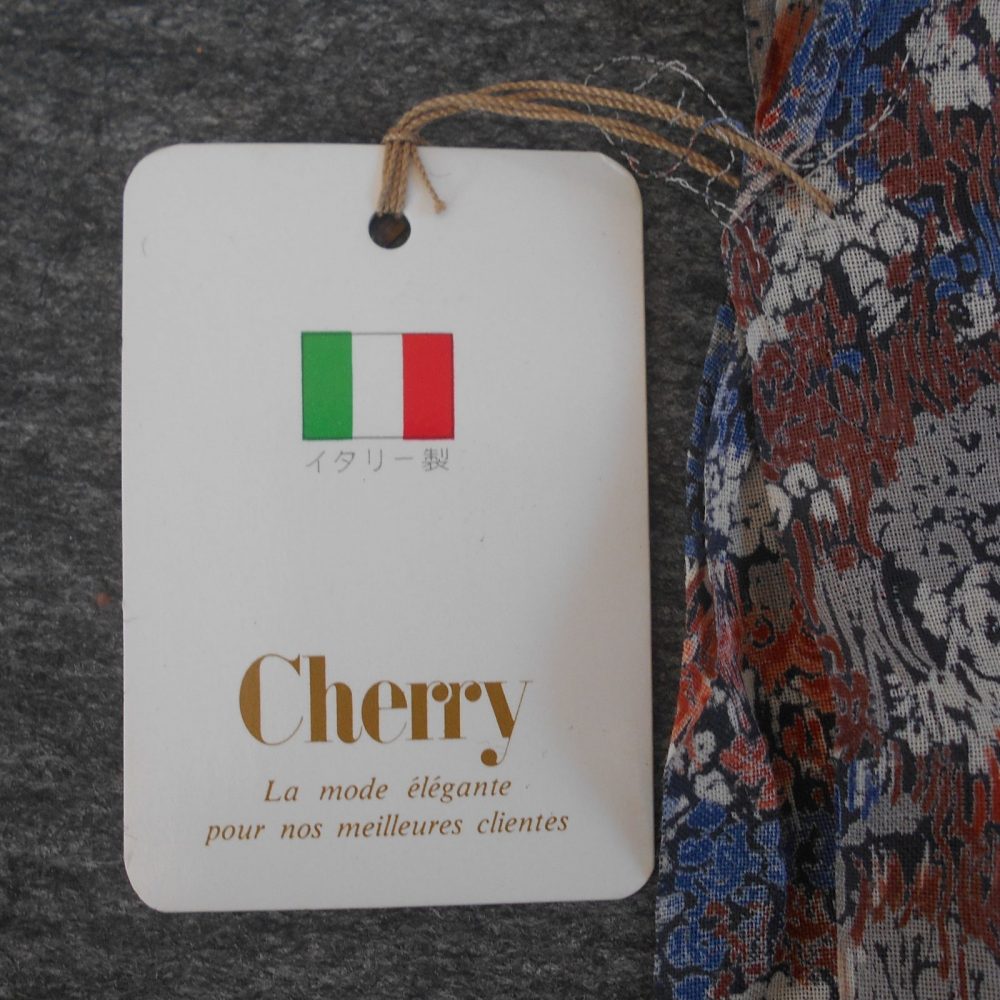 イタリー製
Cherry
La mode élégante
pour nos meilleures clientes